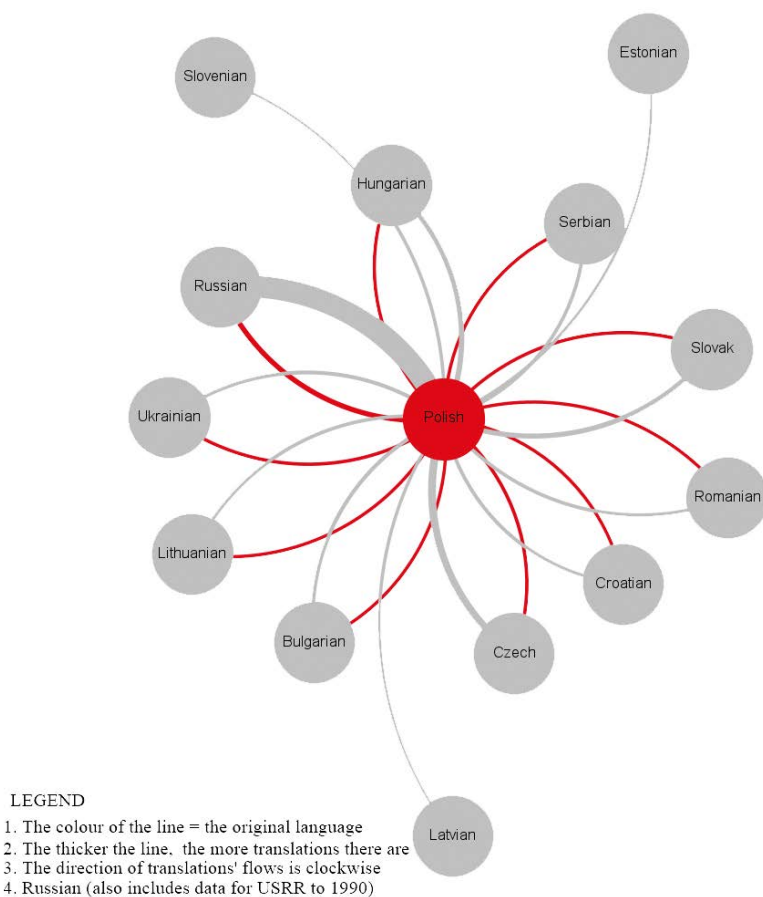 Estonian
Slovenian
Hungarian
Serbian
Russian
Slovak
Polish
Ukrainian
Romanian
Lithuanian
Croatian
Bulgarian
Czech
Latvian
LEGEND
1. The colour of the line = the original language
2. The thicker the line, the more translations there are
3. The direction of translations' flows is clockwise
4. Russian (also includes data for USRR to 1990)